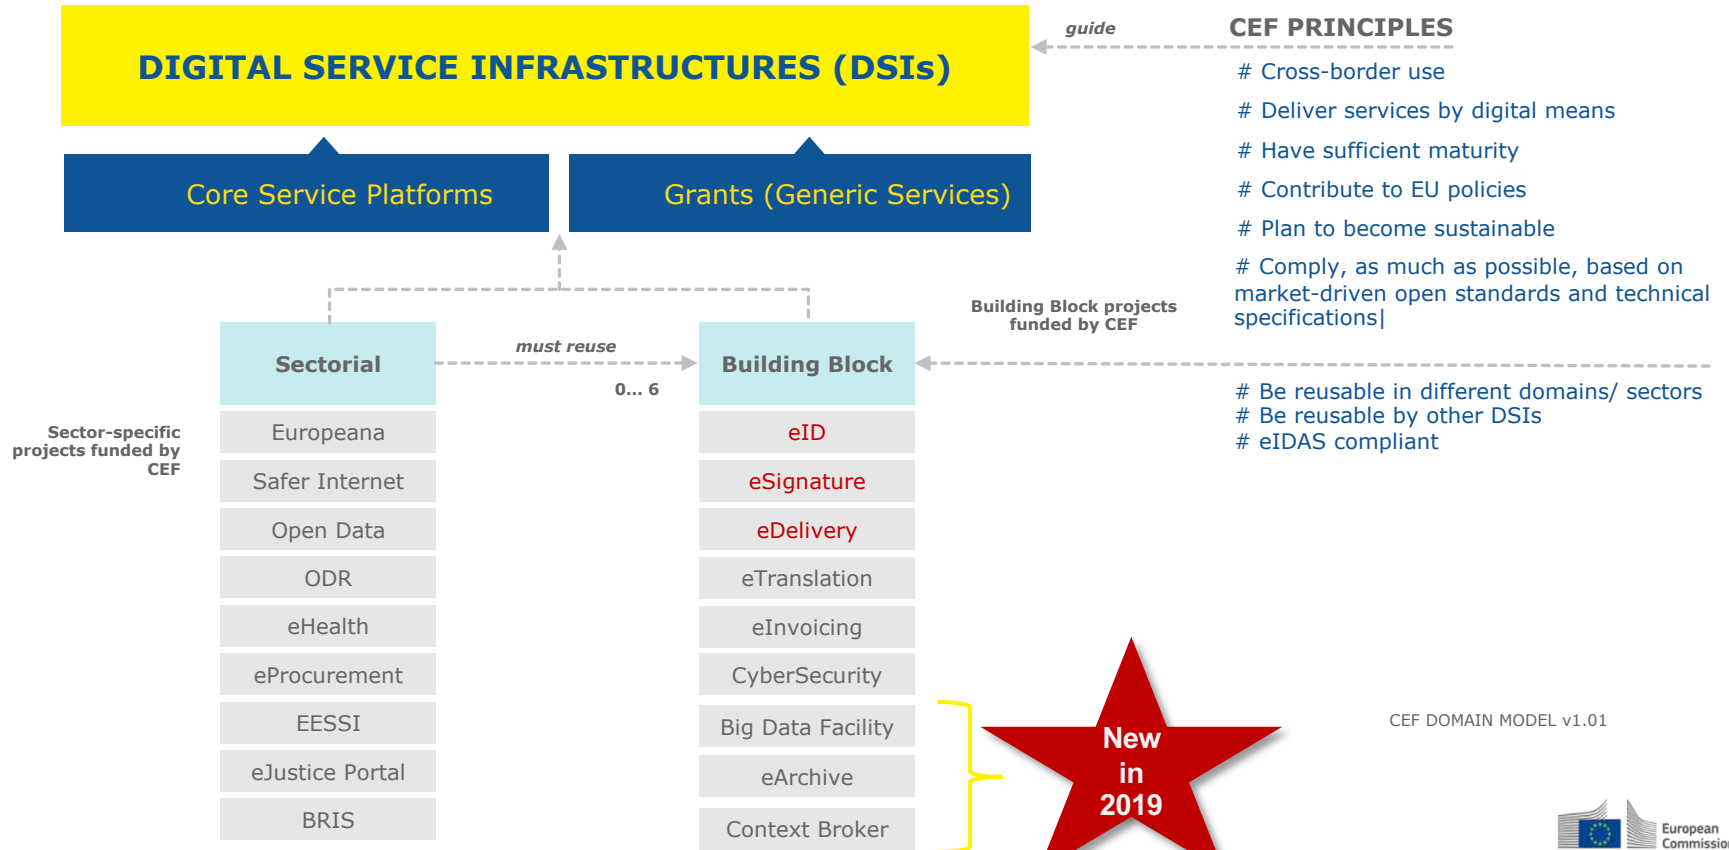 DIGITAL SERVICE INFRASTRUCTURES (DSIs)
guide
CEF PRINCIPLES
# Cross-border use
# Deliver services by digital means
# Have sufficient maturity
# Contribute to EU policies
# Plan to become sustainable
# Comply, as much as possible, based on
market-driven open standards and technical
specifications|
Core Service Platforms
Grants (Generic Services)
Building Block projects
funded by CEF
# Be reusable in different domains/ sectors
# Be reusable by other DSIs
# eIDAS compliant
Sectorial
must reuse
0... 6
Building Block
Sector-specific
projects funded by
CEF
Europeana
Safer Internet
Open Data
ODR
eHealth
eProcurement
EESSI
eJustice Portal
BRIS
eID
eSignature
eDelivery
eTranslation
eInvoicing
CyberSecurity
Big Data Facility
eArchive
Context Broker
New
in
2019
CEF DOMAIN MODEL v1.01
European
Commission